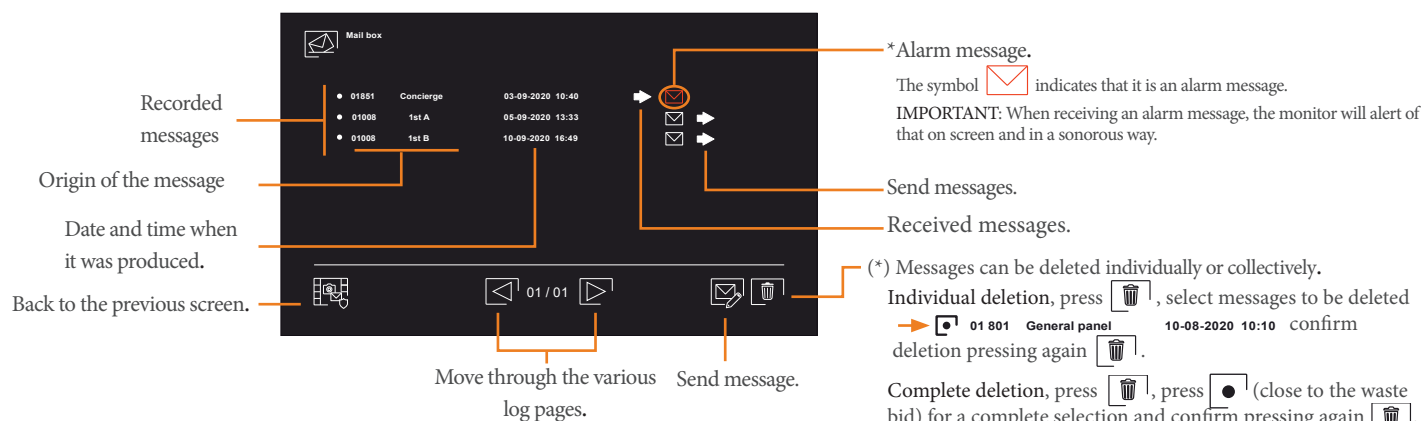 Mail box
01851 Concierge 03-09-2020 10:40
01008 1st A 05-09-2020 13:33
01008 1st B 10-09-2020 16:49
01 / 01
Recorded
messages
Origin of the message
Date and time when
it was produced.
Back to the previous screen.
Move through the various
log pages.
Send message.
*Alarm message.
The symbol indicates that it is an alarm message.
IMPORTANT: When receiving an alarm message, the monitor will alert of
that on screen and in a sonorous way.
Send messages.
Received messages.
(*) Messages can be deleted individually or collectively.
Individual deletion, press , select messages to be deleted
01 801 General panel 10-08-2020 10:10 confirm
deletion pressing again .
Complete deletion, press , press (close to the waste
bid) for a complete selection and confirm pressing again